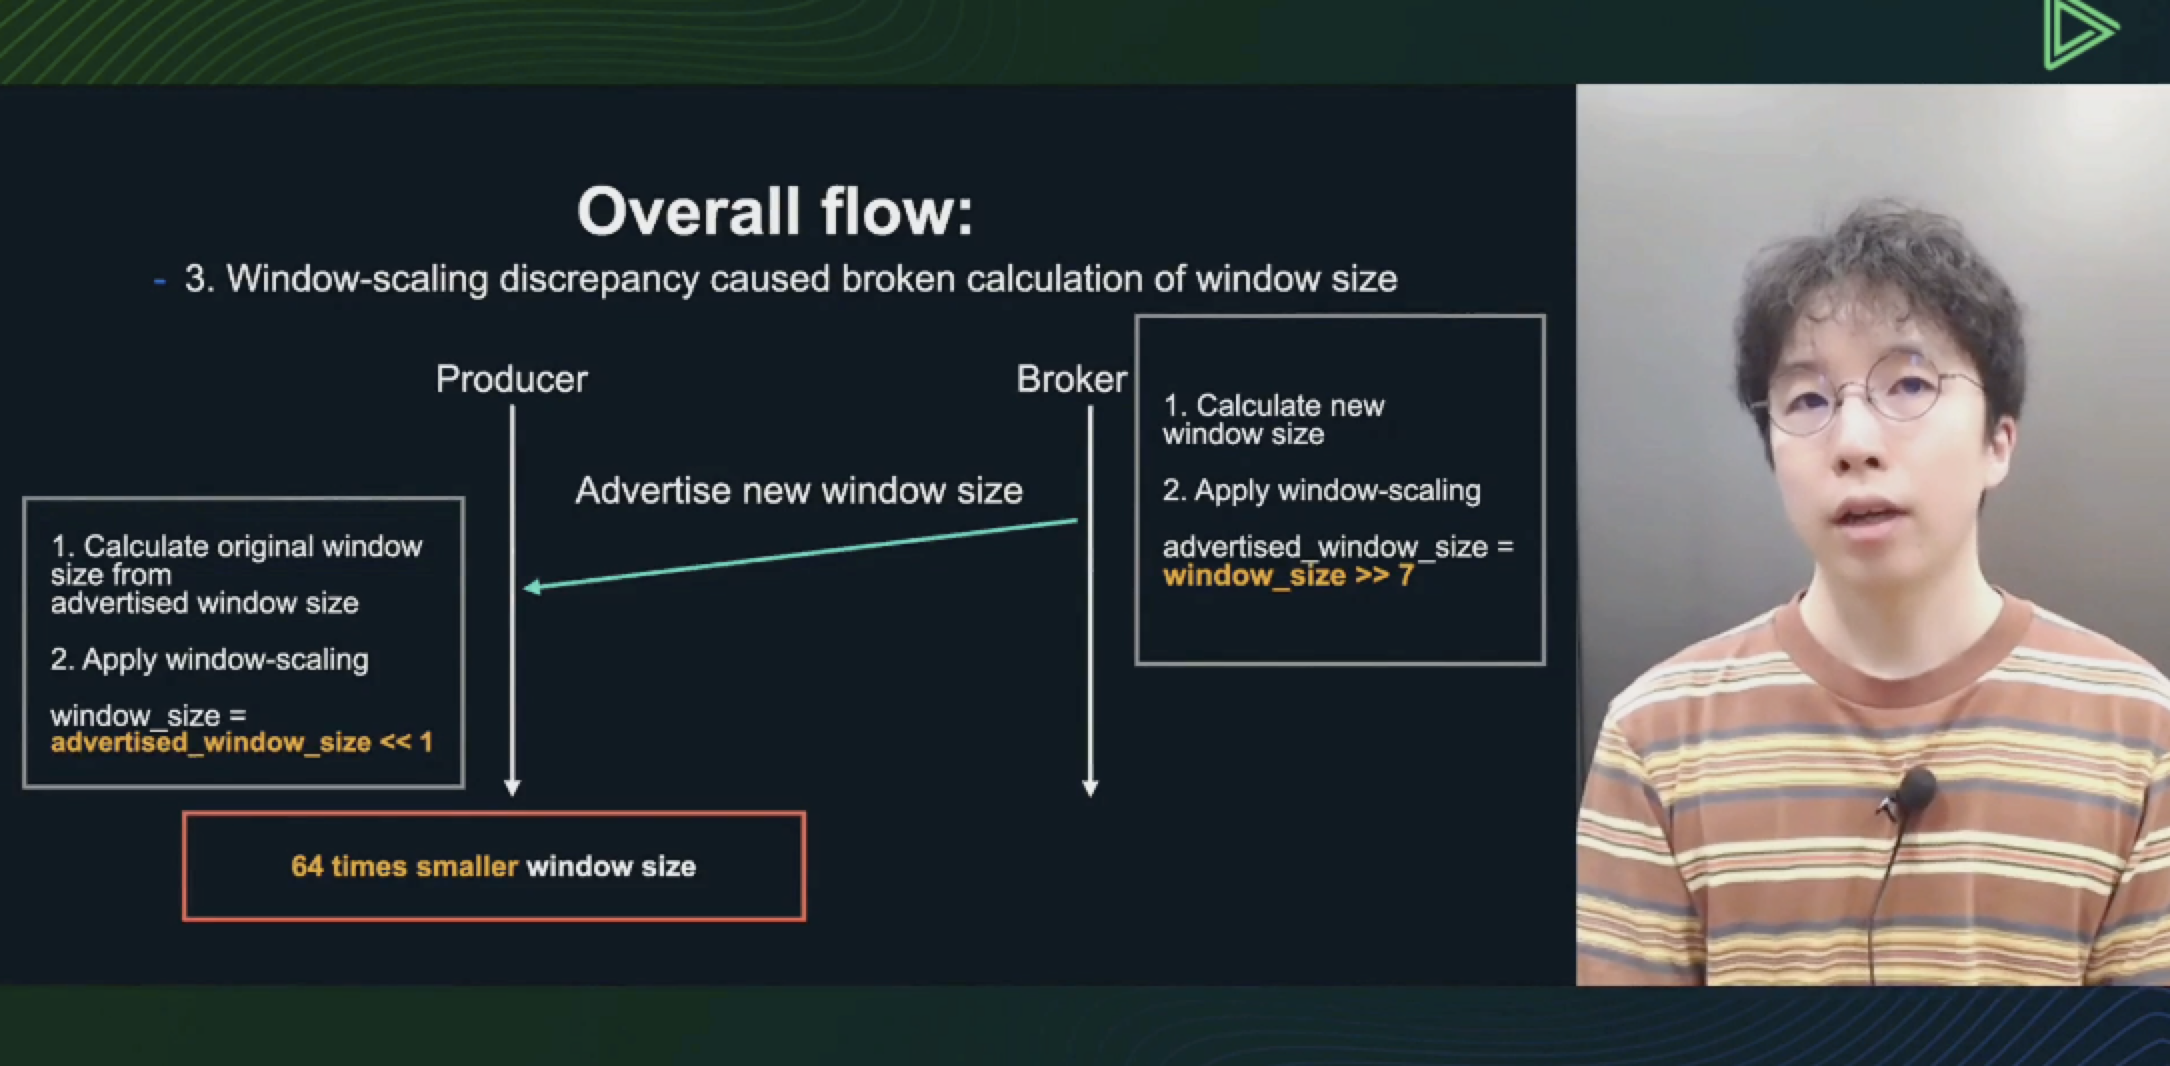 Overall flow:
- 3. Window-scaling discrepancy caused broken calculation of window size
Producer
Broker
Advertise new window size
1. Calculate new
window size
2. Apply window-scaling
advertised_window_size =
window_size >> 7
1. Calculate original window
size from
advertised window size
2. Apply window-scaling
window_size =
advertised_window_size << 1
64 times smaller window size